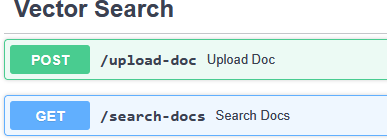 Vector Search
POST /upload-doc Upload Doc
GET /search-docs Search Docs